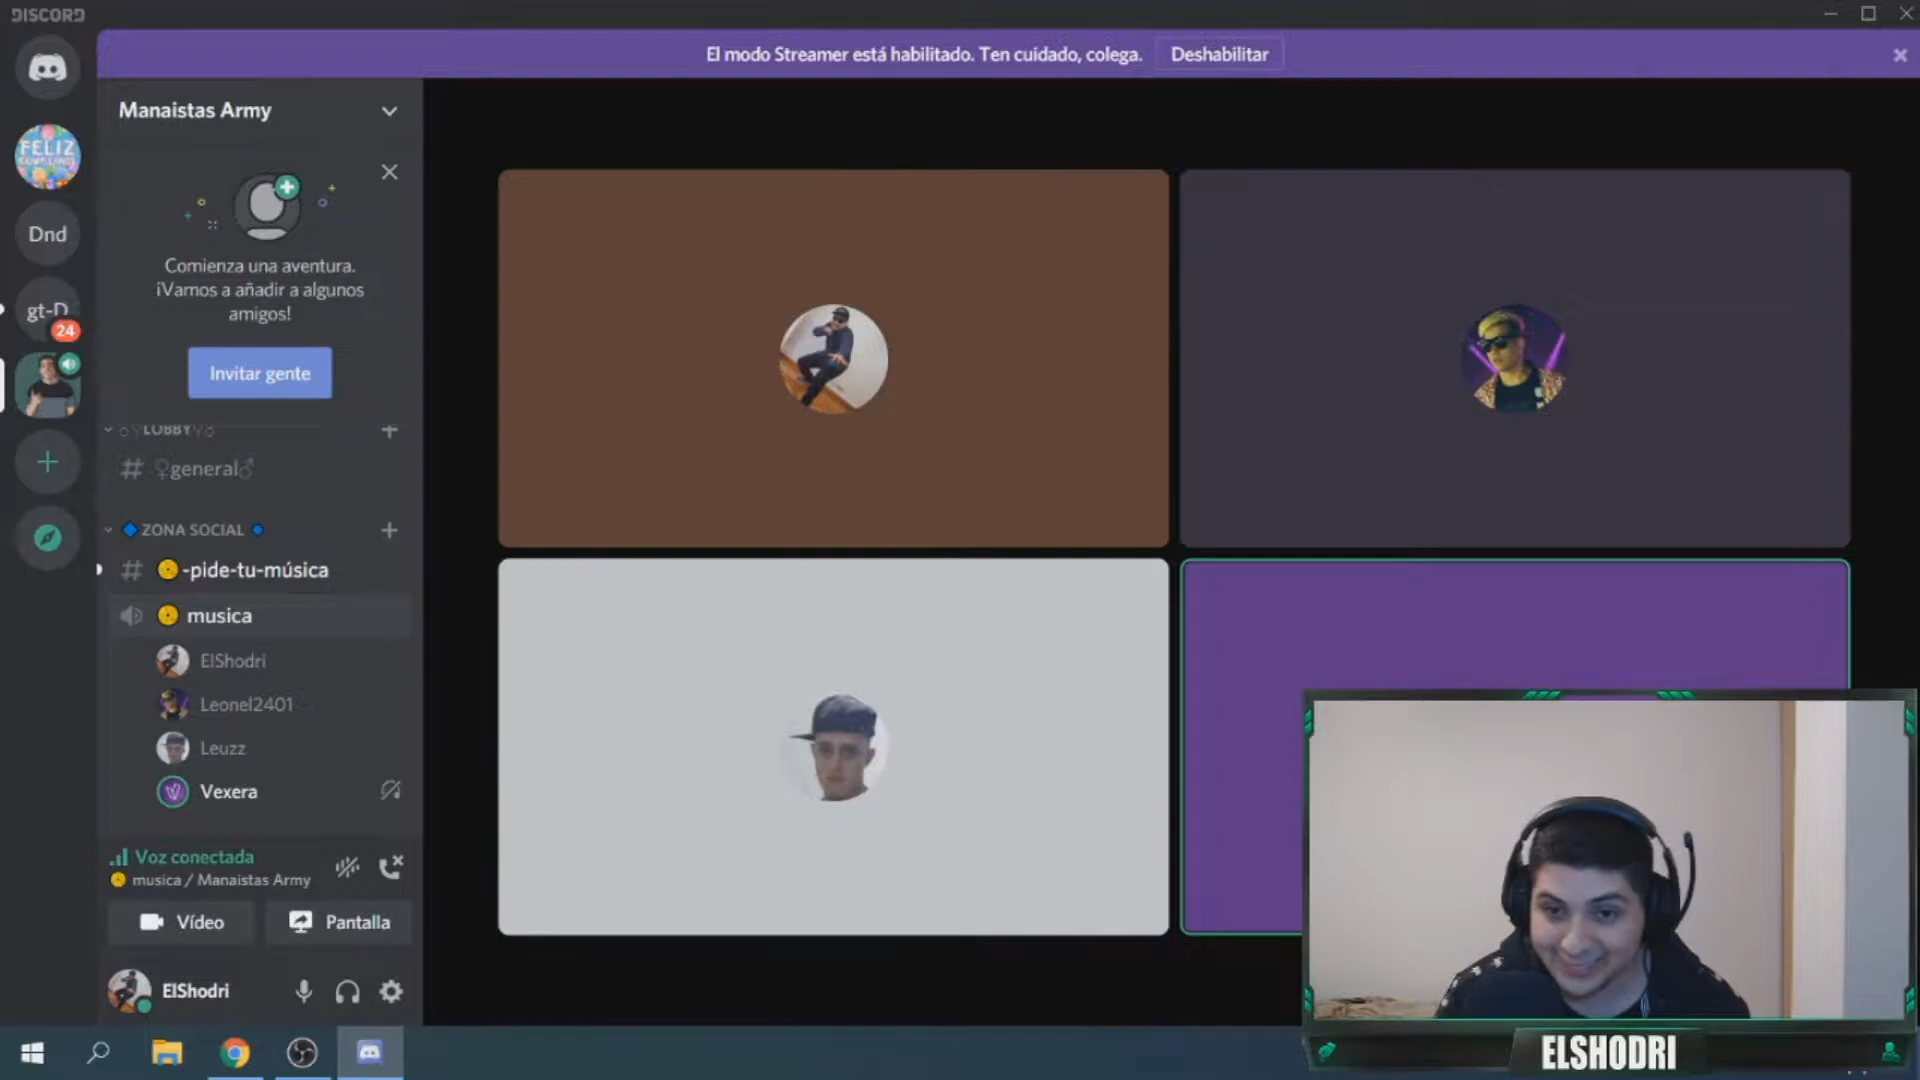 DISCORD
El modo Streamer está habilitado. Ten cuidado, colega.
Deshabilitar
Manaistas Army
FELIZ
Dnd
gt-D
24
Comienza una aventura.
¡Vamos a añadir a algunos
amigos!
Invitar gente
LOBBY
# ♀general♂
ZONA SOCIAL
# -pide-tu-música
musica
ElShodri
Leonel2401
Leuzz
Vexera
Voz conectada
musica / Manaistas Army
Vídeo
Pantalla
ElShodri
ELSHODRI